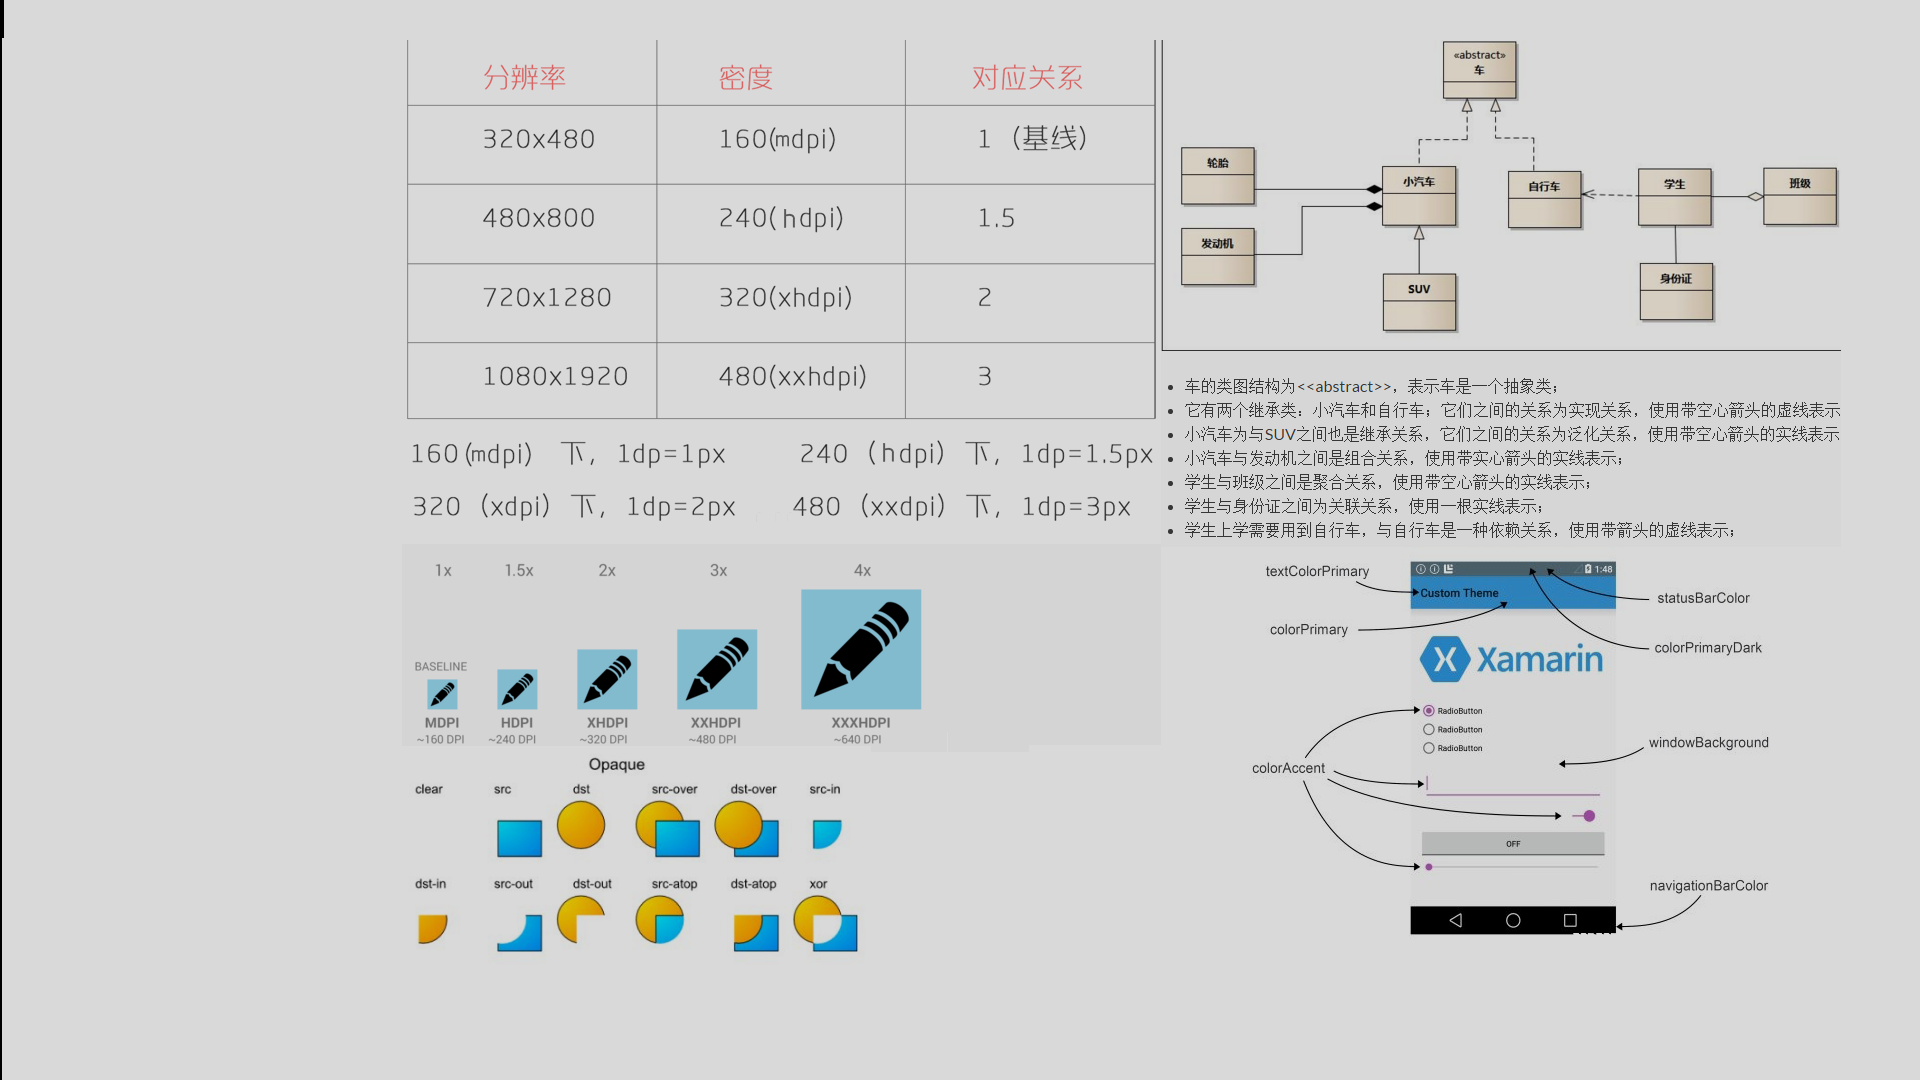 分辨率 密度 对应关系
320x480 160(mdpi) 1（基线）
480x800 240(hdpi) 1.5
720x1280 320(xhdpi) 2
1080x1920 480(xxhdpi) 3
160(mdpi) 下，1dp=1px 240（hdpi）下，1dp=1.5px
320（xdpi）下，1dp=2px 480（xxdpi）下，1dp=3px
1x 1.5x 2x 3x 4x
BASELINE
MDPI HDPI XHDPI XXHDPI XXXHDPI
~160 DPI ~240 DPI ~320 DPI ~480 DPI ~640 DPI
Opaque
clear src dst src-over dst-over src-in
dst-in src-out dst-out src-atop dst-atop xor
«abstract»
车
轮胎
小汽车
自行车
学生
班级
发动机
SUV
身份证
车的类图结构为<<abstract>>，表示车是一个抽象类；
它有两个继承类：小汽车和自行车；它们之间的关系为实现关系，使用带空心箭头的虚线表示
小汽车为与SUV之间也是继承关系，它们之间的关系为泛化关系，使用带空心箭头的实线表示
小汽车与发动机之间是组合关系，使用带实心箭头的实线表示；
学生与班级之间是聚合关系，使用带空心箭头的实线表示；
学生与身份证之间为关联关系，使用一根实线表示；
学生上学需要用到自行车，与自行车是一种依赖关系，使用带箭头的虚线表示；
textColorPrimary
1:48
Custom Theme
statusBarColor
colorPrimary
colorPrimaryDark
X Xamarin
RadioButton
RadioButton
RadioButton
windowBackground
colorAccent
OFF
navigationBarColor